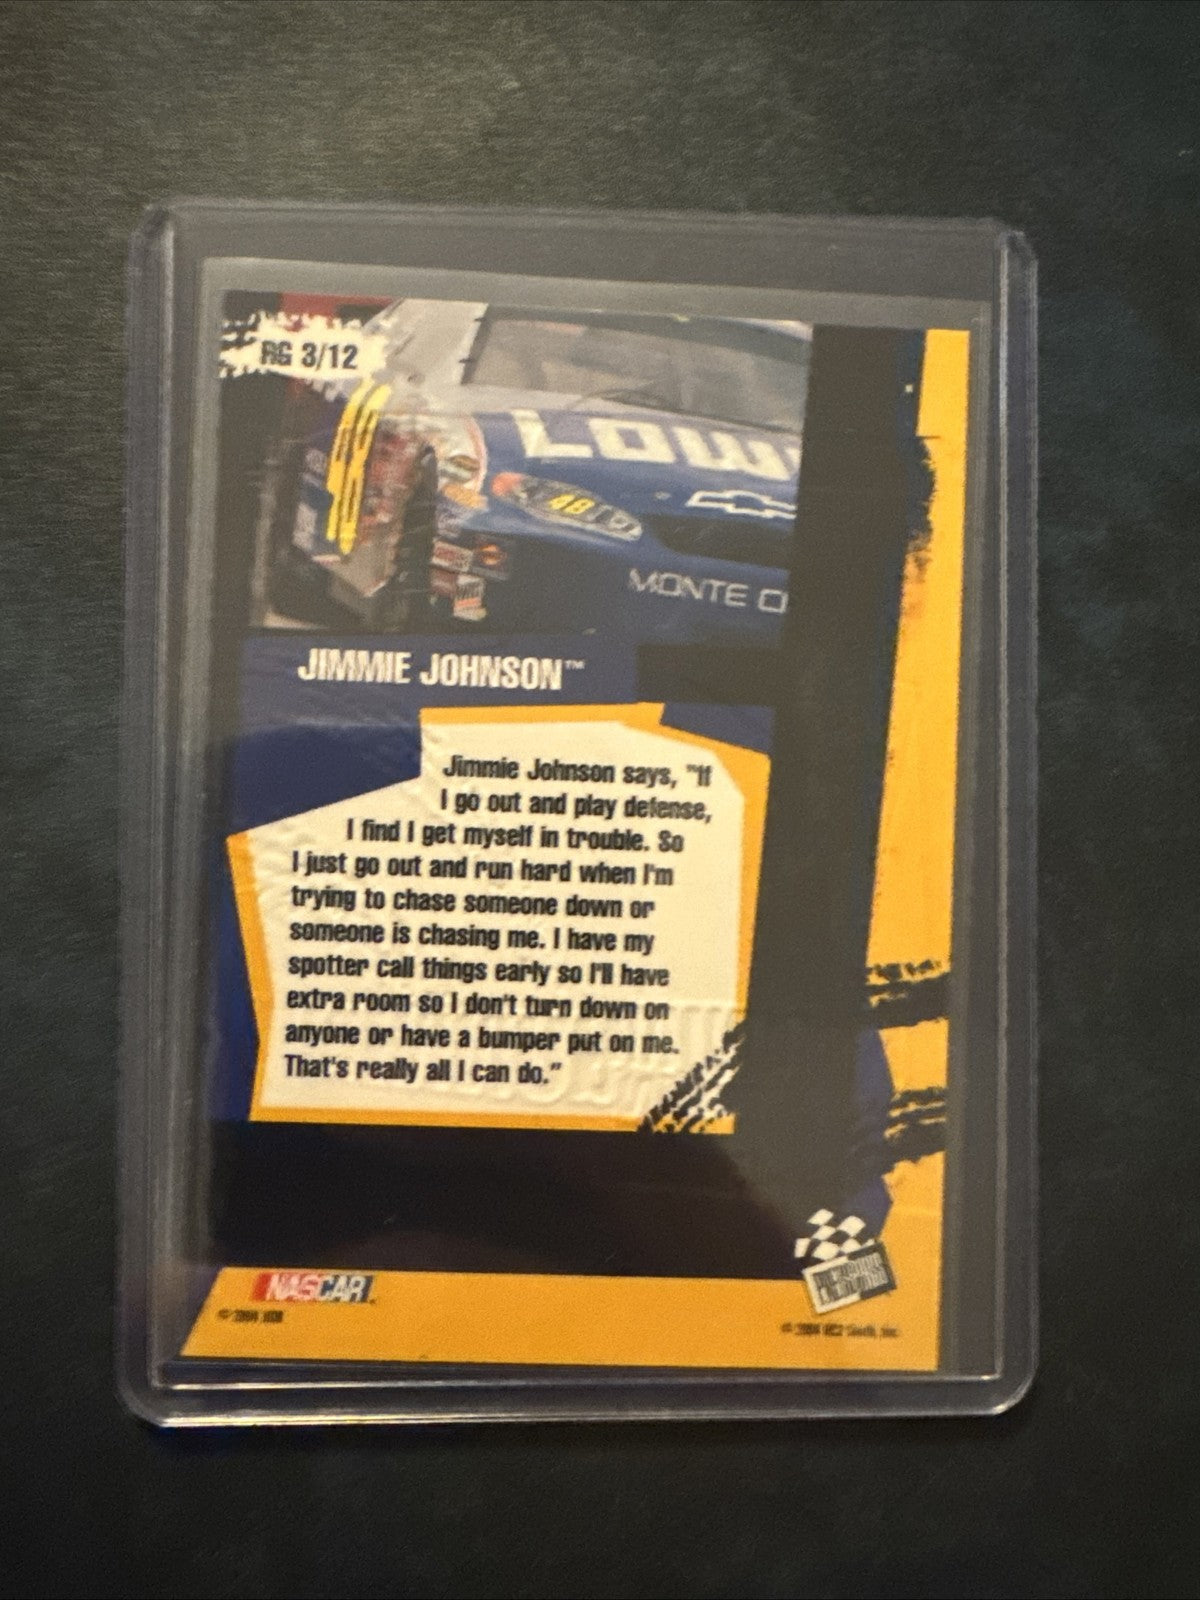 RG 3/12
LOW
48
MONTE C
JIMMIE JOHNSON™
Jimmie Johnson says, "If
I go out and play defense,
I find I get myself in trouble. So
I just go out and run hard when I'm
trying to chase someone down or
someone is chasing me. I have my
spotter call things early so I'll have
extra room so I don't turn down on
anyone or have a bumper put on me.
That's really all I can do."
NASCAR